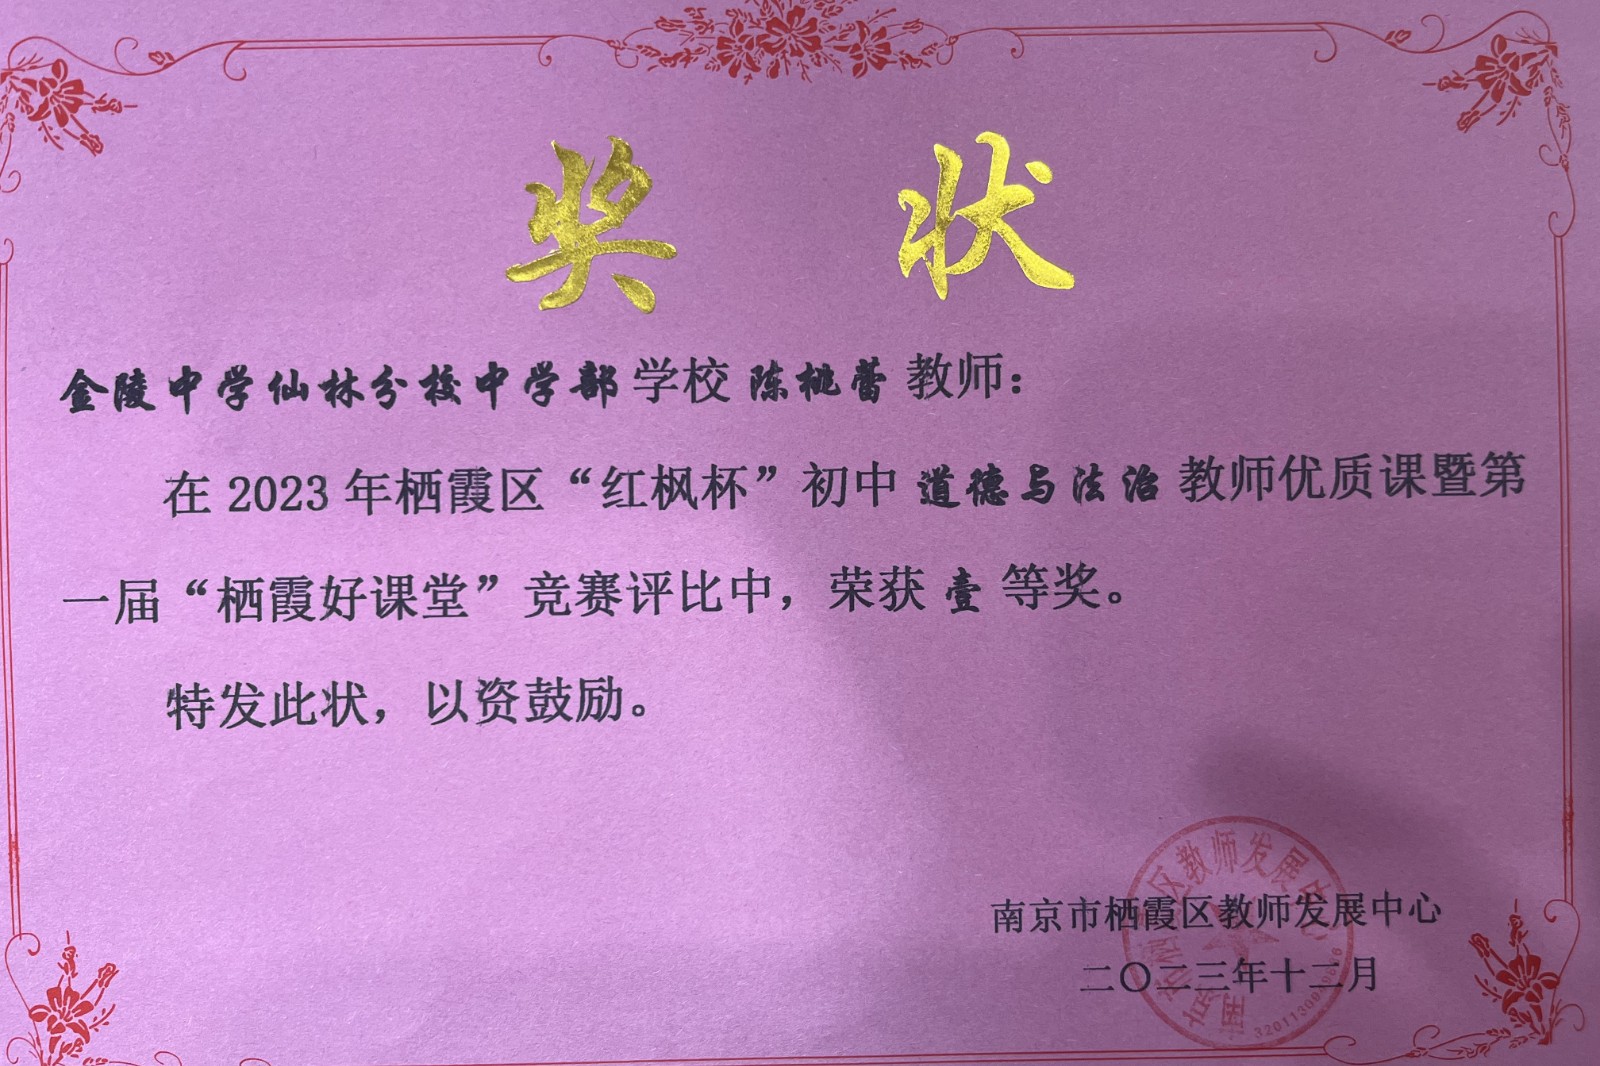 奖 状
金陵中学仙林分校中学部学校 陈桃蕾 教师：
在 2023 年栖霞区“红枫杯”初中 道德与法治 教师优质课暨第
一届“栖霞好课堂”竞赛评比中，荣获 壹 等奖。
特发此状，以资鼓励。
南京市栖霞区教师发展中心
二〇二三年十二月